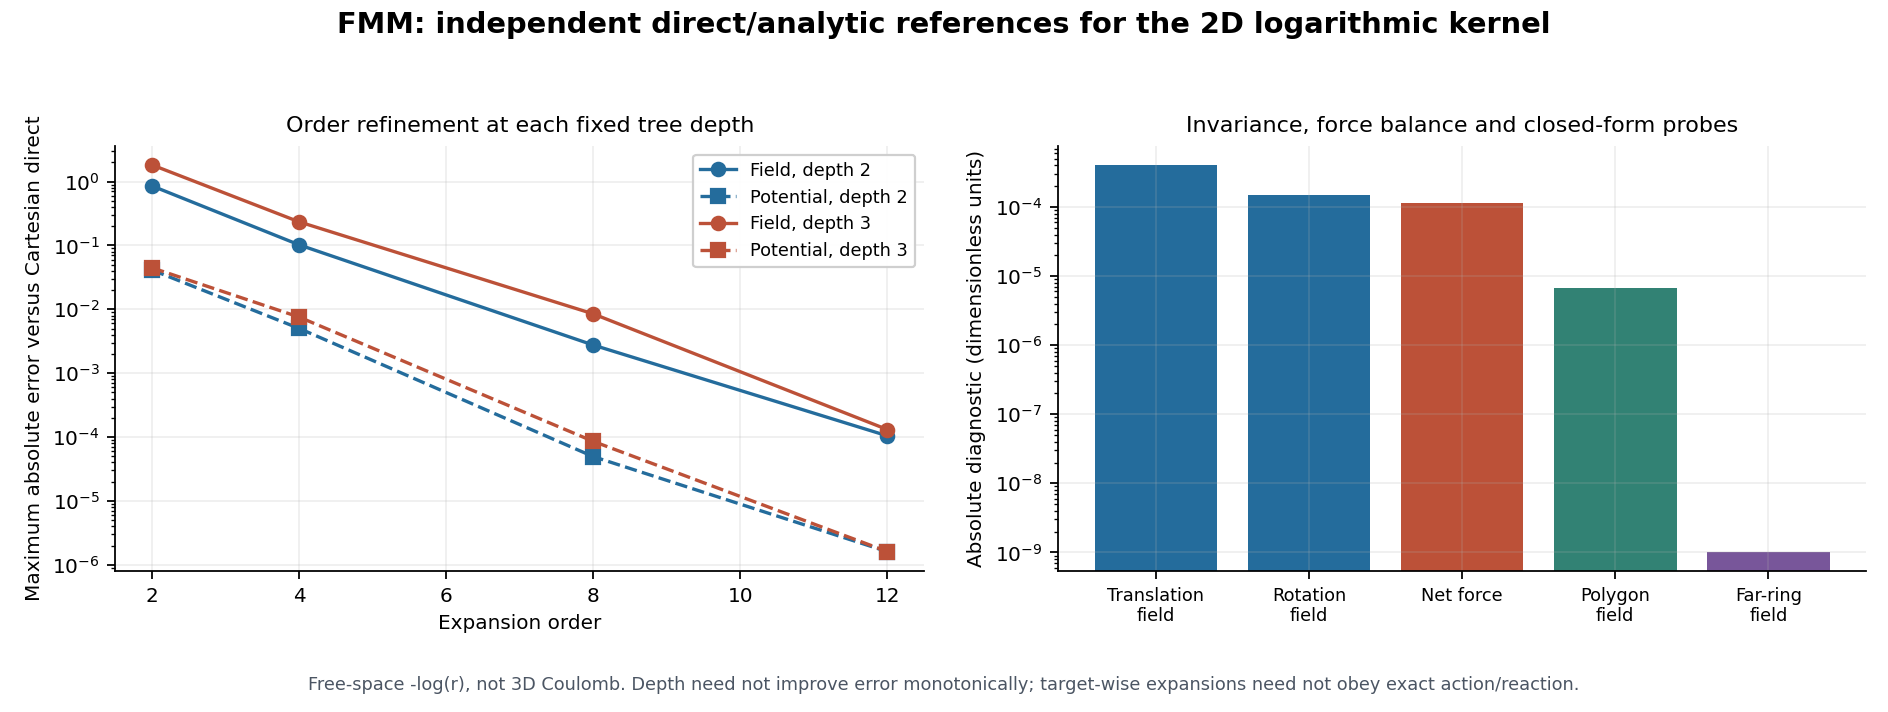 FMM: independent direct/analytic references for the 2D logarithmic kernel
Order refinement at each fixed tree depth
Maximum absolute error versus Cartesian direct
10⁰
10⁻¹
10⁻²
10⁻³
10⁻⁴
10⁻⁵
10⁻⁶
Field, depth 2
Potential, depth 2
Field, depth 3
Potential, depth 3
2 4 6 8 10 12
Expansion order
Invariance, force balance and closed-form probes
Absolute diagnostic (dimensionless units)
10⁻⁴
10⁻⁵
10⁻⁶
10⁻⁷
10⁻⁸
10⁻⁹
Translation field
Rotation field
Net force
Polygon field
Far-ring field
Free-space -log(r), not 3D Coulomb. Depth need not improve error monotonically; target-wise expansions need not obey exact action/reaction.